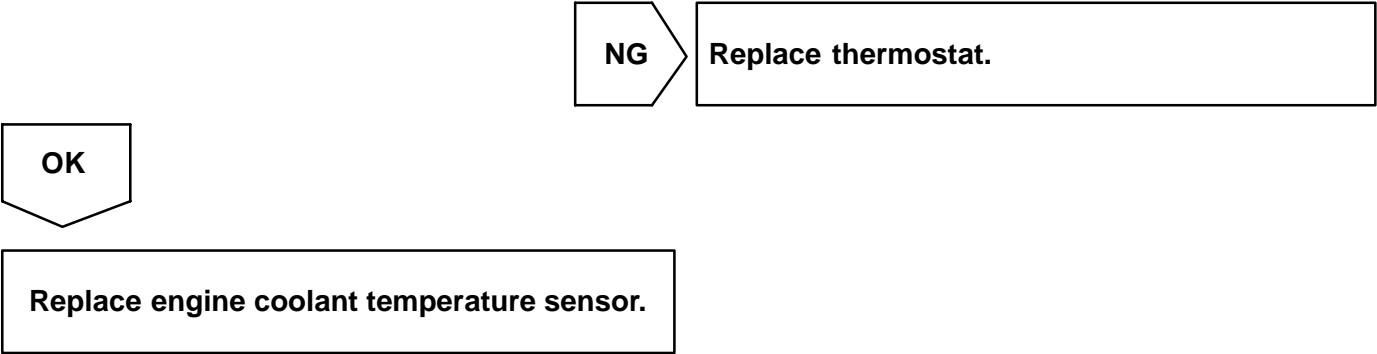 NG
Replace thermostat.
OK
Replace engine coolant temperature sensor.